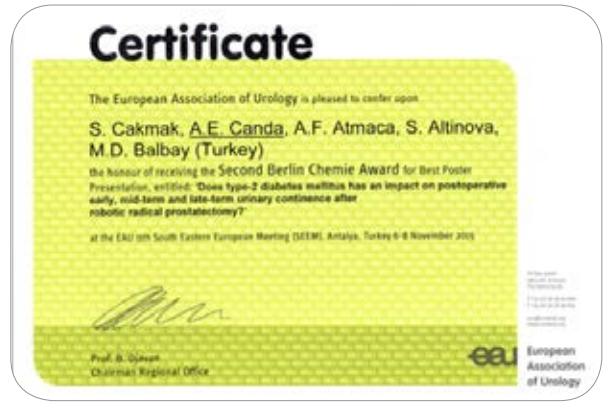 Certificate
The European Association of Urology is pleased to confer upon
S. Cakmak, A.E. Canda, A.F. Atmaca, S. Altinova,
M.D. Balbay (Turkey)
the honour of receiving the Second Berlin Chemie Award for Best Poster
Presentation, entitled: 'Does type-2 diabetes mellitus has an impact on postoperative
early, mid-term and late-term urinary continence after
robotic radical prostatectomy?'
at the EAU 11th South Eastern European Meeting (SEEM), Antalya, Turkey 6-8 November 2015
Prof. B. Djavan
Chairman Regional Office
eau
European
Association
of Urology